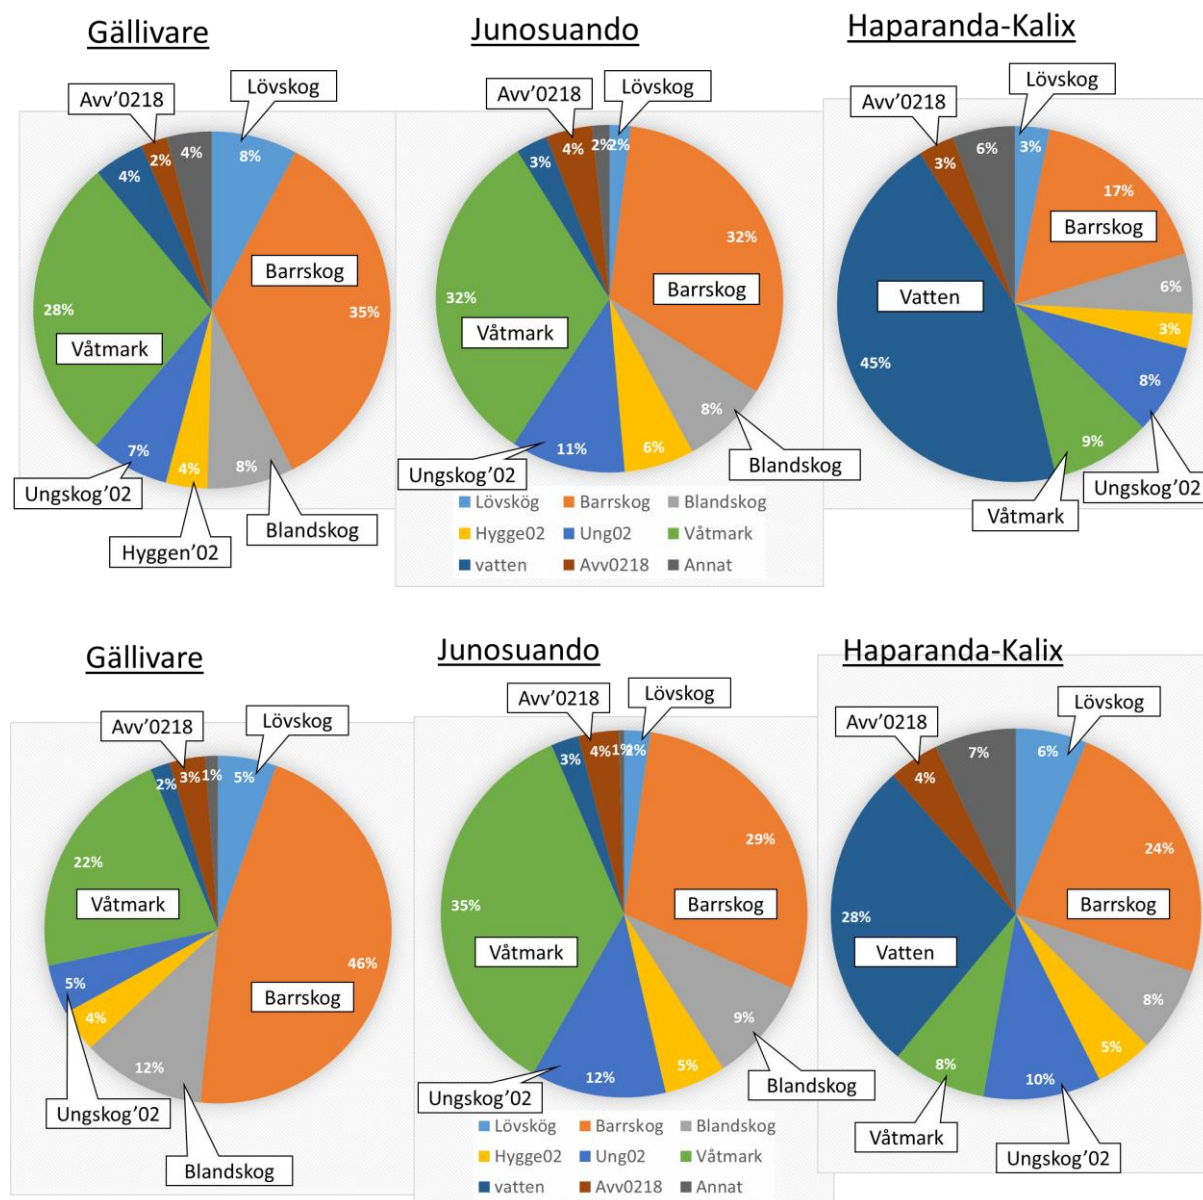 Gällivare
Junosuando
Haparanda-Kalix
Avv'0218
Lövskog
4%
2%
4%
8%
Barrskog
35%
28%
Våtmark
7%
4%
8%
Ungskog'02
Hyggen'02
Blandskog
Avv'0218
Lövskog
3%
4%
2%
2%
32%
Barrskog
32%
Våtmark
8%
11%
6%
Ungskog'02
Blandskog
Lövskög
Barrskog
Blandskog
Hygge02
Ung02
Våtmark
vatten
Avv0218
Annat
Avv'0218
Lövskog
3%
6%
3%
17%
Barrskog
6%
3%
Vatten
45%
8%
9%
Ungskog'02
Våtmark
Gällivare
Junosuando
Haparanda-Kalix
Avv'0218
Lövskog
2%
3%
1%
5%
22%
Våtmark
46%
Barrskog
5%
4%
12%
Ungskog'02
Blandskog
Avv'0218
Lövskog
3%
4%
1%
2%
29%
Barrskog
35%
Våtmark
9%
12%
5%
Ungskog'02
Blandskog
Lövskög
Barrskog
Blandskog
Hygge02
Ung02
Våtmark
vatten
Avv0218
Annat
Avv'0218
Lövskog
4%
7%
6%
24%
Barrskog
28%
Vatten
8%
5%
8%
10%
Våtmark
Ungskog'02